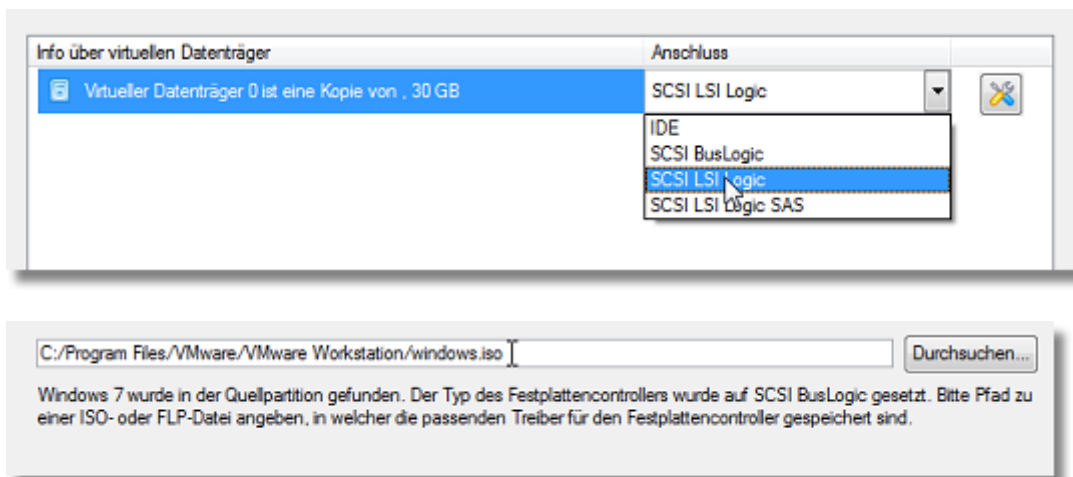 Info über virtuellen Datenträger Anschluss
Virtueller Datenträger 0 ist eine Kopie von , 30 GB SCSI LSI Logic
IDE
SCSI BusLogic
SCSI LSI Logic
SCSI LSI Logic SAS
C:/Program Files/VMware/VMware Workstation/windows.iso Durchsuchen...
Windows 7 wurde in der Quellpartition gefunden. Der Typ des Festplattencontrollers wurde auf SCSI BusLogic gesetzt. Bitte Pfad zu
einer ISO- oder FLP-Datei angeben, in welcher die passenden Treiber für den Festplattencontroller gespeichert sind.